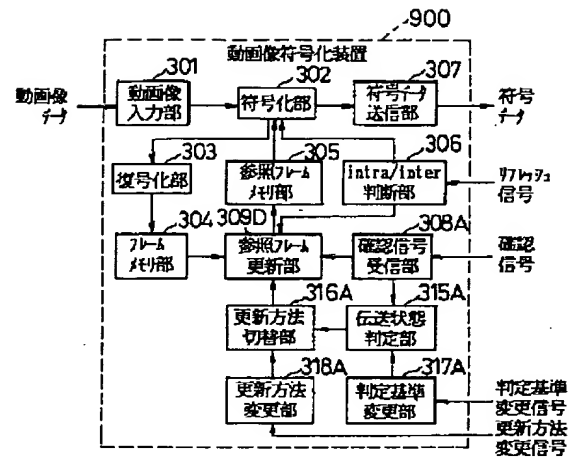 900
動画像符号化装置
301
302
307
動画像
データ
動画像
入力部
符号化部
符号データ
送信部
符号
データ
303
305
306
復号化部
参照フレーム
メモリ部
intra/inter
判断部
リフレッシュ
信号
304
309D
308A
フレーム
メモリ部
参照フレーム
更新部
確認信号
受信部
確認
信号
316A
315A
更新方法
切替部
伝送状態
判定部
318A
317A
更新方法
変更部
判定基準
変更部
判定基準
変更信号
更新方法
変更信号